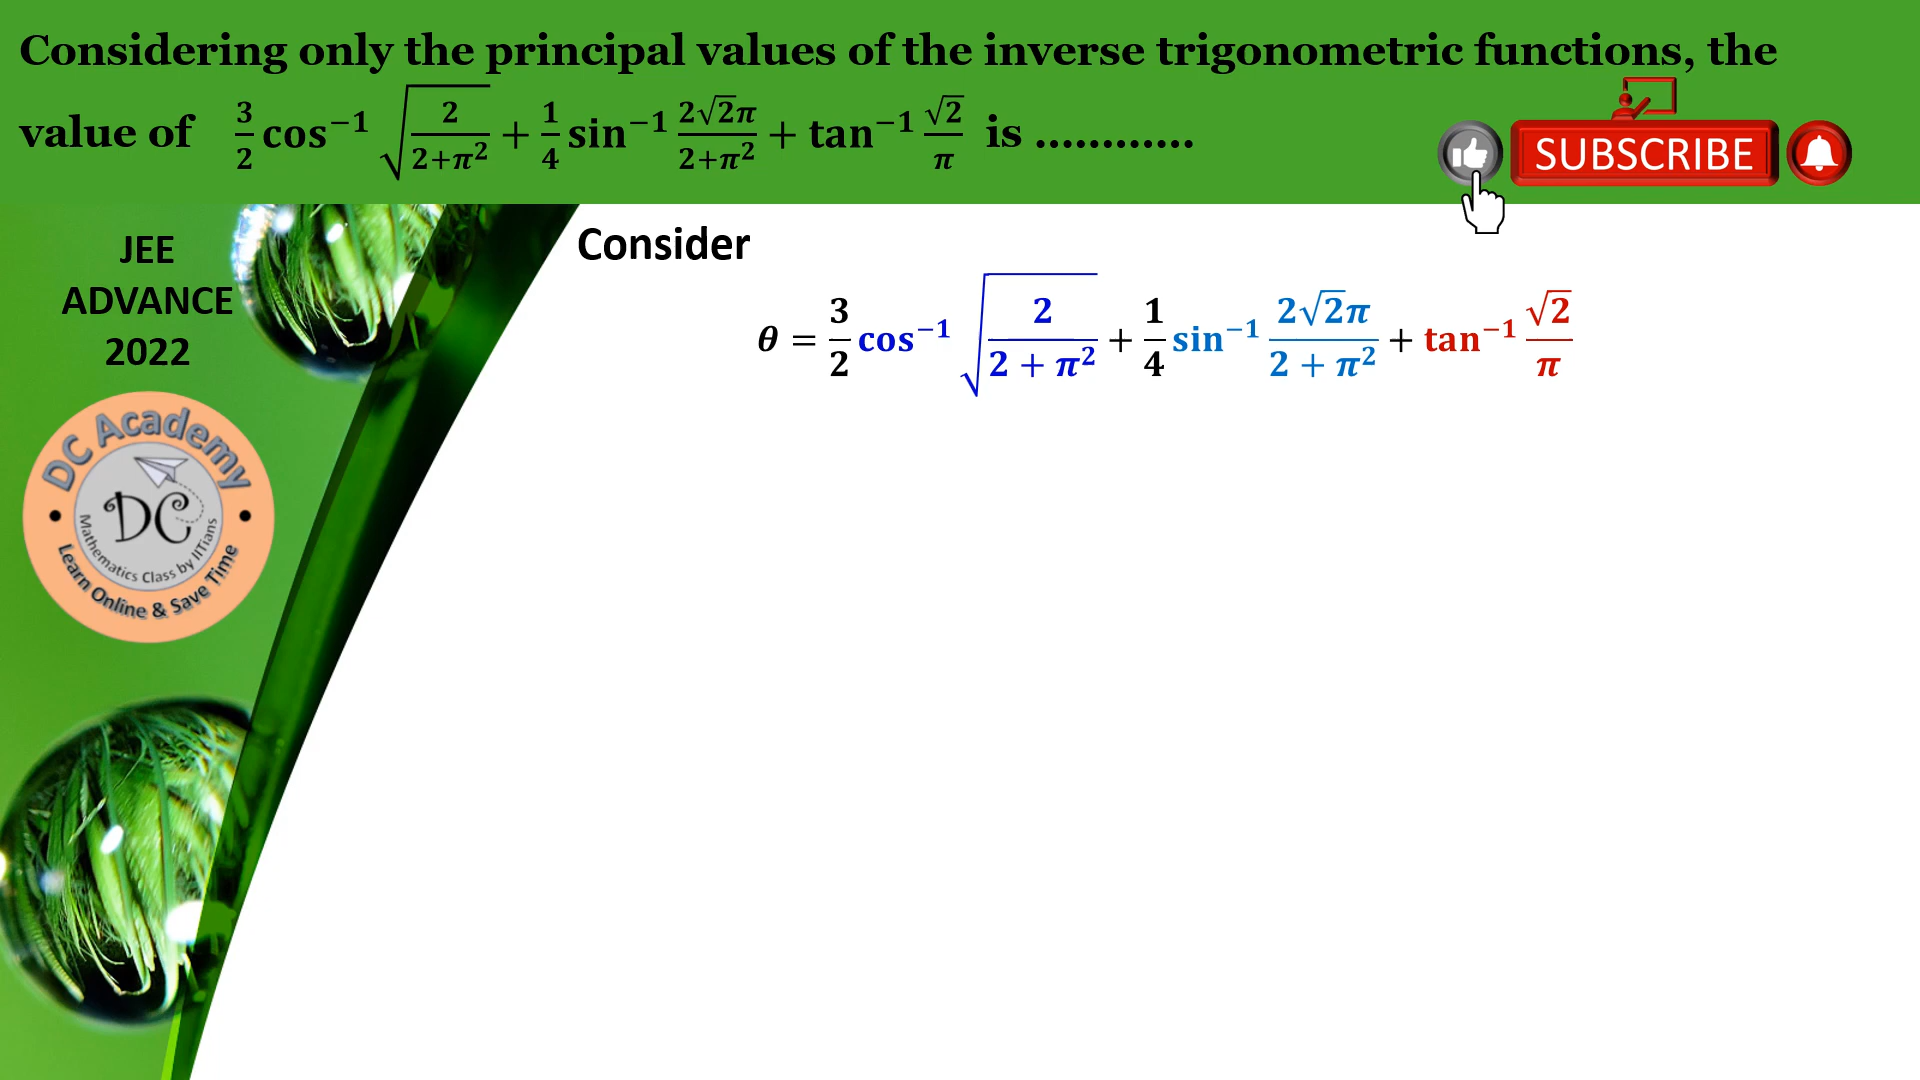 Considering only the principal values of the inverse trigonometric functions, the
value of 3/2 cos⁻¹ √(2/(2+π²)) + 1/4 sin⁻¹ (2√2π)/(2+π²) + tan⁻¹ √2/π is ............
SUBSCRIBE
JEE
ADVANCE
2022
Consider
θ = 3/2 cos⁻¹ √(2/(2 + π²)) + 1/4 sin⁻¹ (2√2π)/(2 + π²) + tan⁻¹ √2/π
DC Academy
DC
Mathematics Class by IITians
Learn Online & Save Time